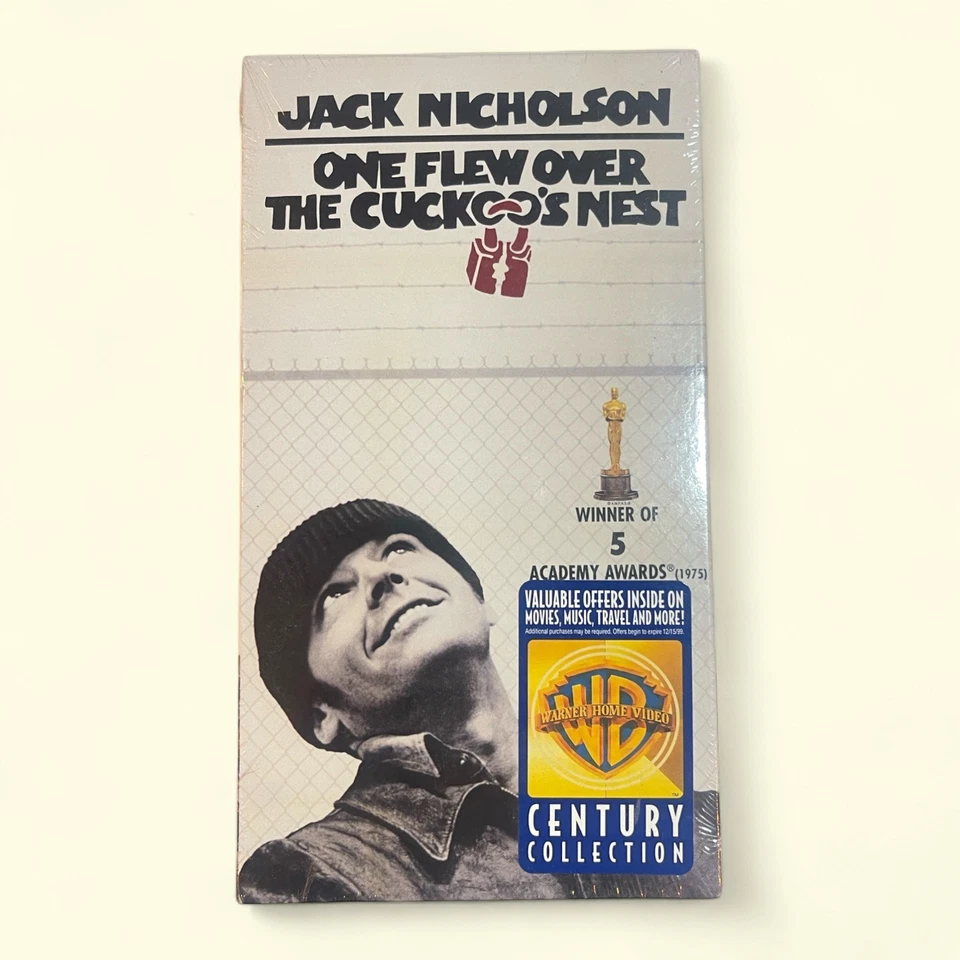 JACK NICHOLSON
ONE FLEW OVER
THE CUCKOO'S NEST
WINNER OF
5
ACADEMY AWARDS® (1975)
VALUABLE OFFERS INSIDE ON
MOVIES, MUSIC, TRAVEL AND MORE!
Additional purchases may be required. Offers begin to expire 12/15/99.
WB
WARNER HOME VIDEO
TM
CENTURY
COLLECTION